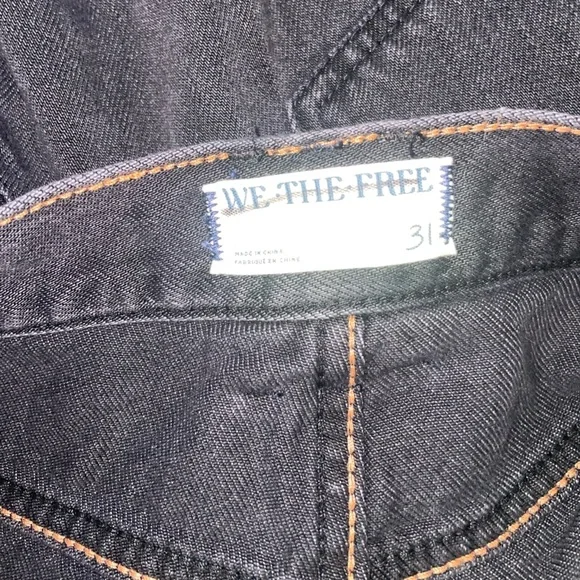 WE THE FREE
31
MADE IN CHINA
FABRIQUÉ EN CHINE